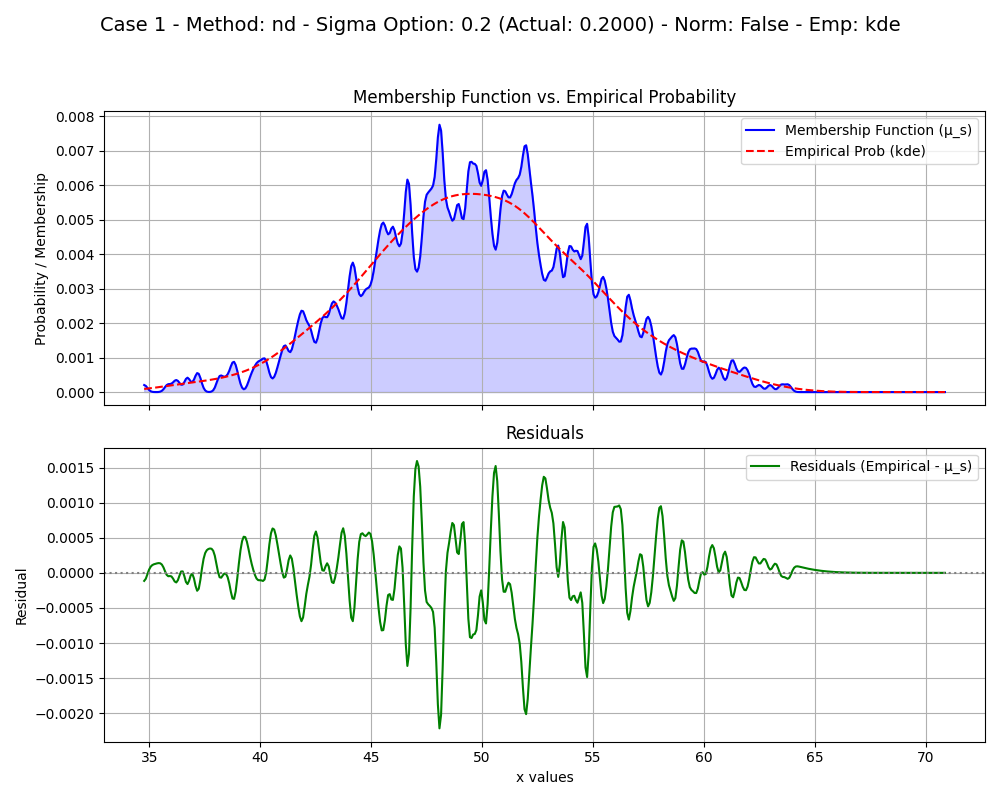 Case 1 - Method: nd - Sigma Option: 0.2 (Actual: 0.2000) - Norm: False - Emp: kde
Membership Function vs. Empirical Probability
Probability / Membership
0.008
0.007
0.006
0.005
0.004
0.003
0.002
0.001
0.000
Membership Function (μ_s)
Empirical Prob (kde)
Residuals
Residual
0.0015
0.0010
0.0005
0.0000
−0.0005
−0.0010
−0.0015
−0.0020
Residuals (Empirical - μ_s)
35 40 45 50 55 60 65 70
x values